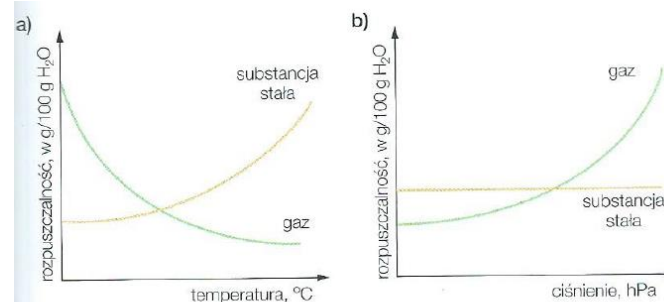 a)
rozpuszczalność, w g/100 g H₂O
substancja
stała
gaz
temperatura, °C
b)
rozpuszczalność, w g/100 g H₂O
gaz
substancja
stała
ciśnienie, hPa